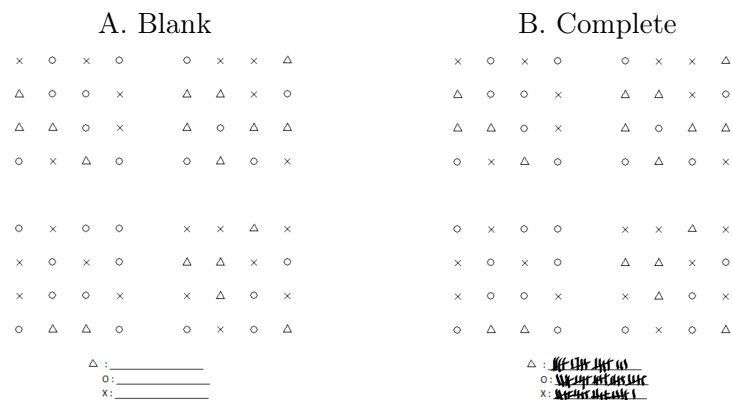 A. Blank
B. Complete
× ○ × ○ ○ × × △
△ ○ ○ × △ △ × ○
△ △ ○ × △ ○ △ △
○ × △ ○ ○ △ ○ ×
○ × ○ ○ × × △ ×
× ○ × ○ △ △ × ○
× ○ ○ × × △ ○ ×
○ △ △ ○ ○ × ○ △
△ :
O :
X :
× ○ × ○ ○ × × △
△ ○ ○ × △ △ × ○
△ △ ○ × △ ○ △ △
○ × △ ○ ○ △ ○ ×
○ × ○ ○ × × △ ×
× ○ × ○ △ △ × ○
× ○ ○ × × △ ○ ×
○ △ △ ○ ○ × ○ △
△ :
O :
X :